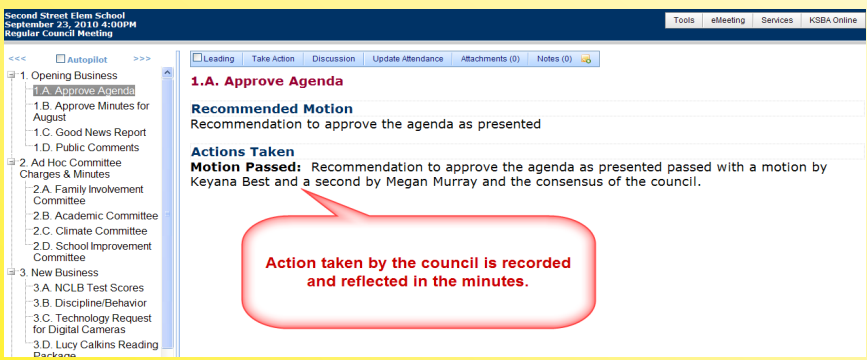 Second Street Elem School
September 23, 2010 4:00PM
Regular Council Meeting
Tools eMeeting Services KSBA Online
<<< Autopilot >>>
1. Opening Business
1.A. Approve Agenda
1.B. Approve Minutes for
August
1.C. Good News Report
1.D. Public Comments
2. Ad Hoc Committee
Charges & Minutes
2.A. Family Involvement
Committee
2.B. Academic Committee
2.C. Climate Committee
2.D. School Improvement
Committee
3. New Business
3.A. NCLB Test Scores
3.B. Discipline/Behavior
3.C. Technology Request
for Digital Cameras
3.D. Lucy Calkins Reading
Package
Leading Take Action Discussion Update Attendance Attachments (0) Notes (0)
1.A. Approve Agenda
Recommended Motion
Recommendation to approve the agenda as presented
Actions Taken
Motion Passed: Recommendation to approve the agenda as presented passed with a motion by
Keyana Best and a second by Megan Murray and the consensus of the council.
Action taken by the council is recorded
and reflected in the minutes.